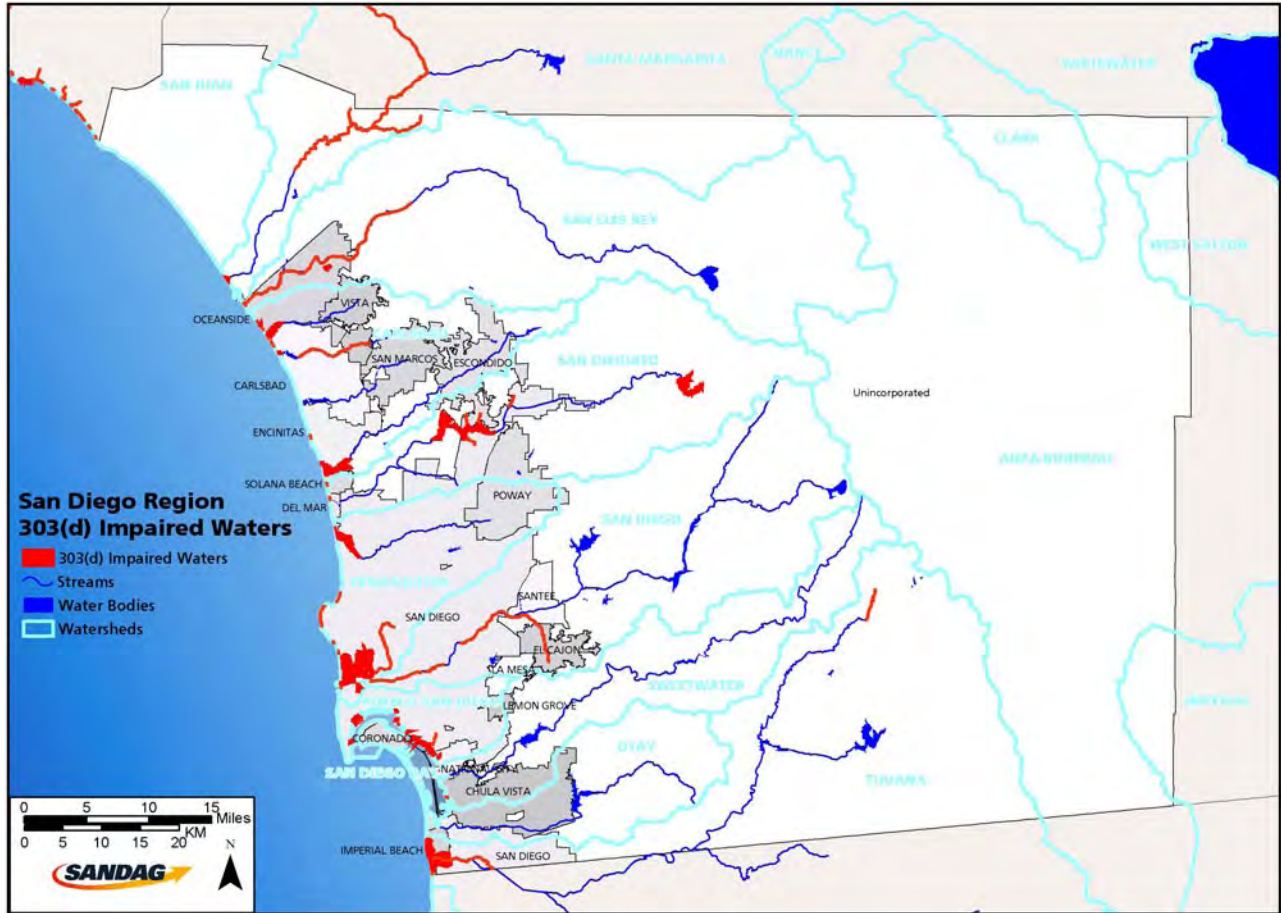 SANTA MARGARITA
SAN JUAN
WHITEWATER
CLARK
SAN LUIS REY
WEST SALTON
OCEANSIDE
VISTA
SAN MARCOS
ESCONDIDO
SAN DIEGUITO
CARLSBAD
Unincorporated
ENCINITAS
ANZA BORREGO
SOLANA BEACH
DEL MAR
POWAY
SAN DIEGO
San Diego Region
303(d) Impaired Waters
303(d) Impaired Waters
Streams
Water Bodies
Watersheds
SANTEE
SAN DIEGO
EL CAJON
LA MESA
SWEETWATER
LEMON GROVE
CORONADO
OTAY
SAN DIEGO BAY
TIJUANA
CHULA VISTA
IMPERIAL BEACH
SAN DIEGO
0 5 10 15 Miles
0 5 10 15 20 KM
N
SANDAG